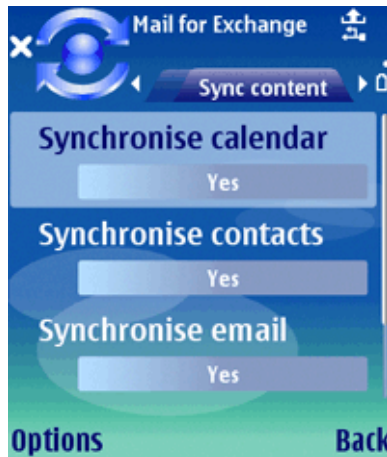 Mail for Exchange
Sync content
Synchronise calendar
Yes
Synchronise contacts
Yes
Synchronise email
Yes
Options Back